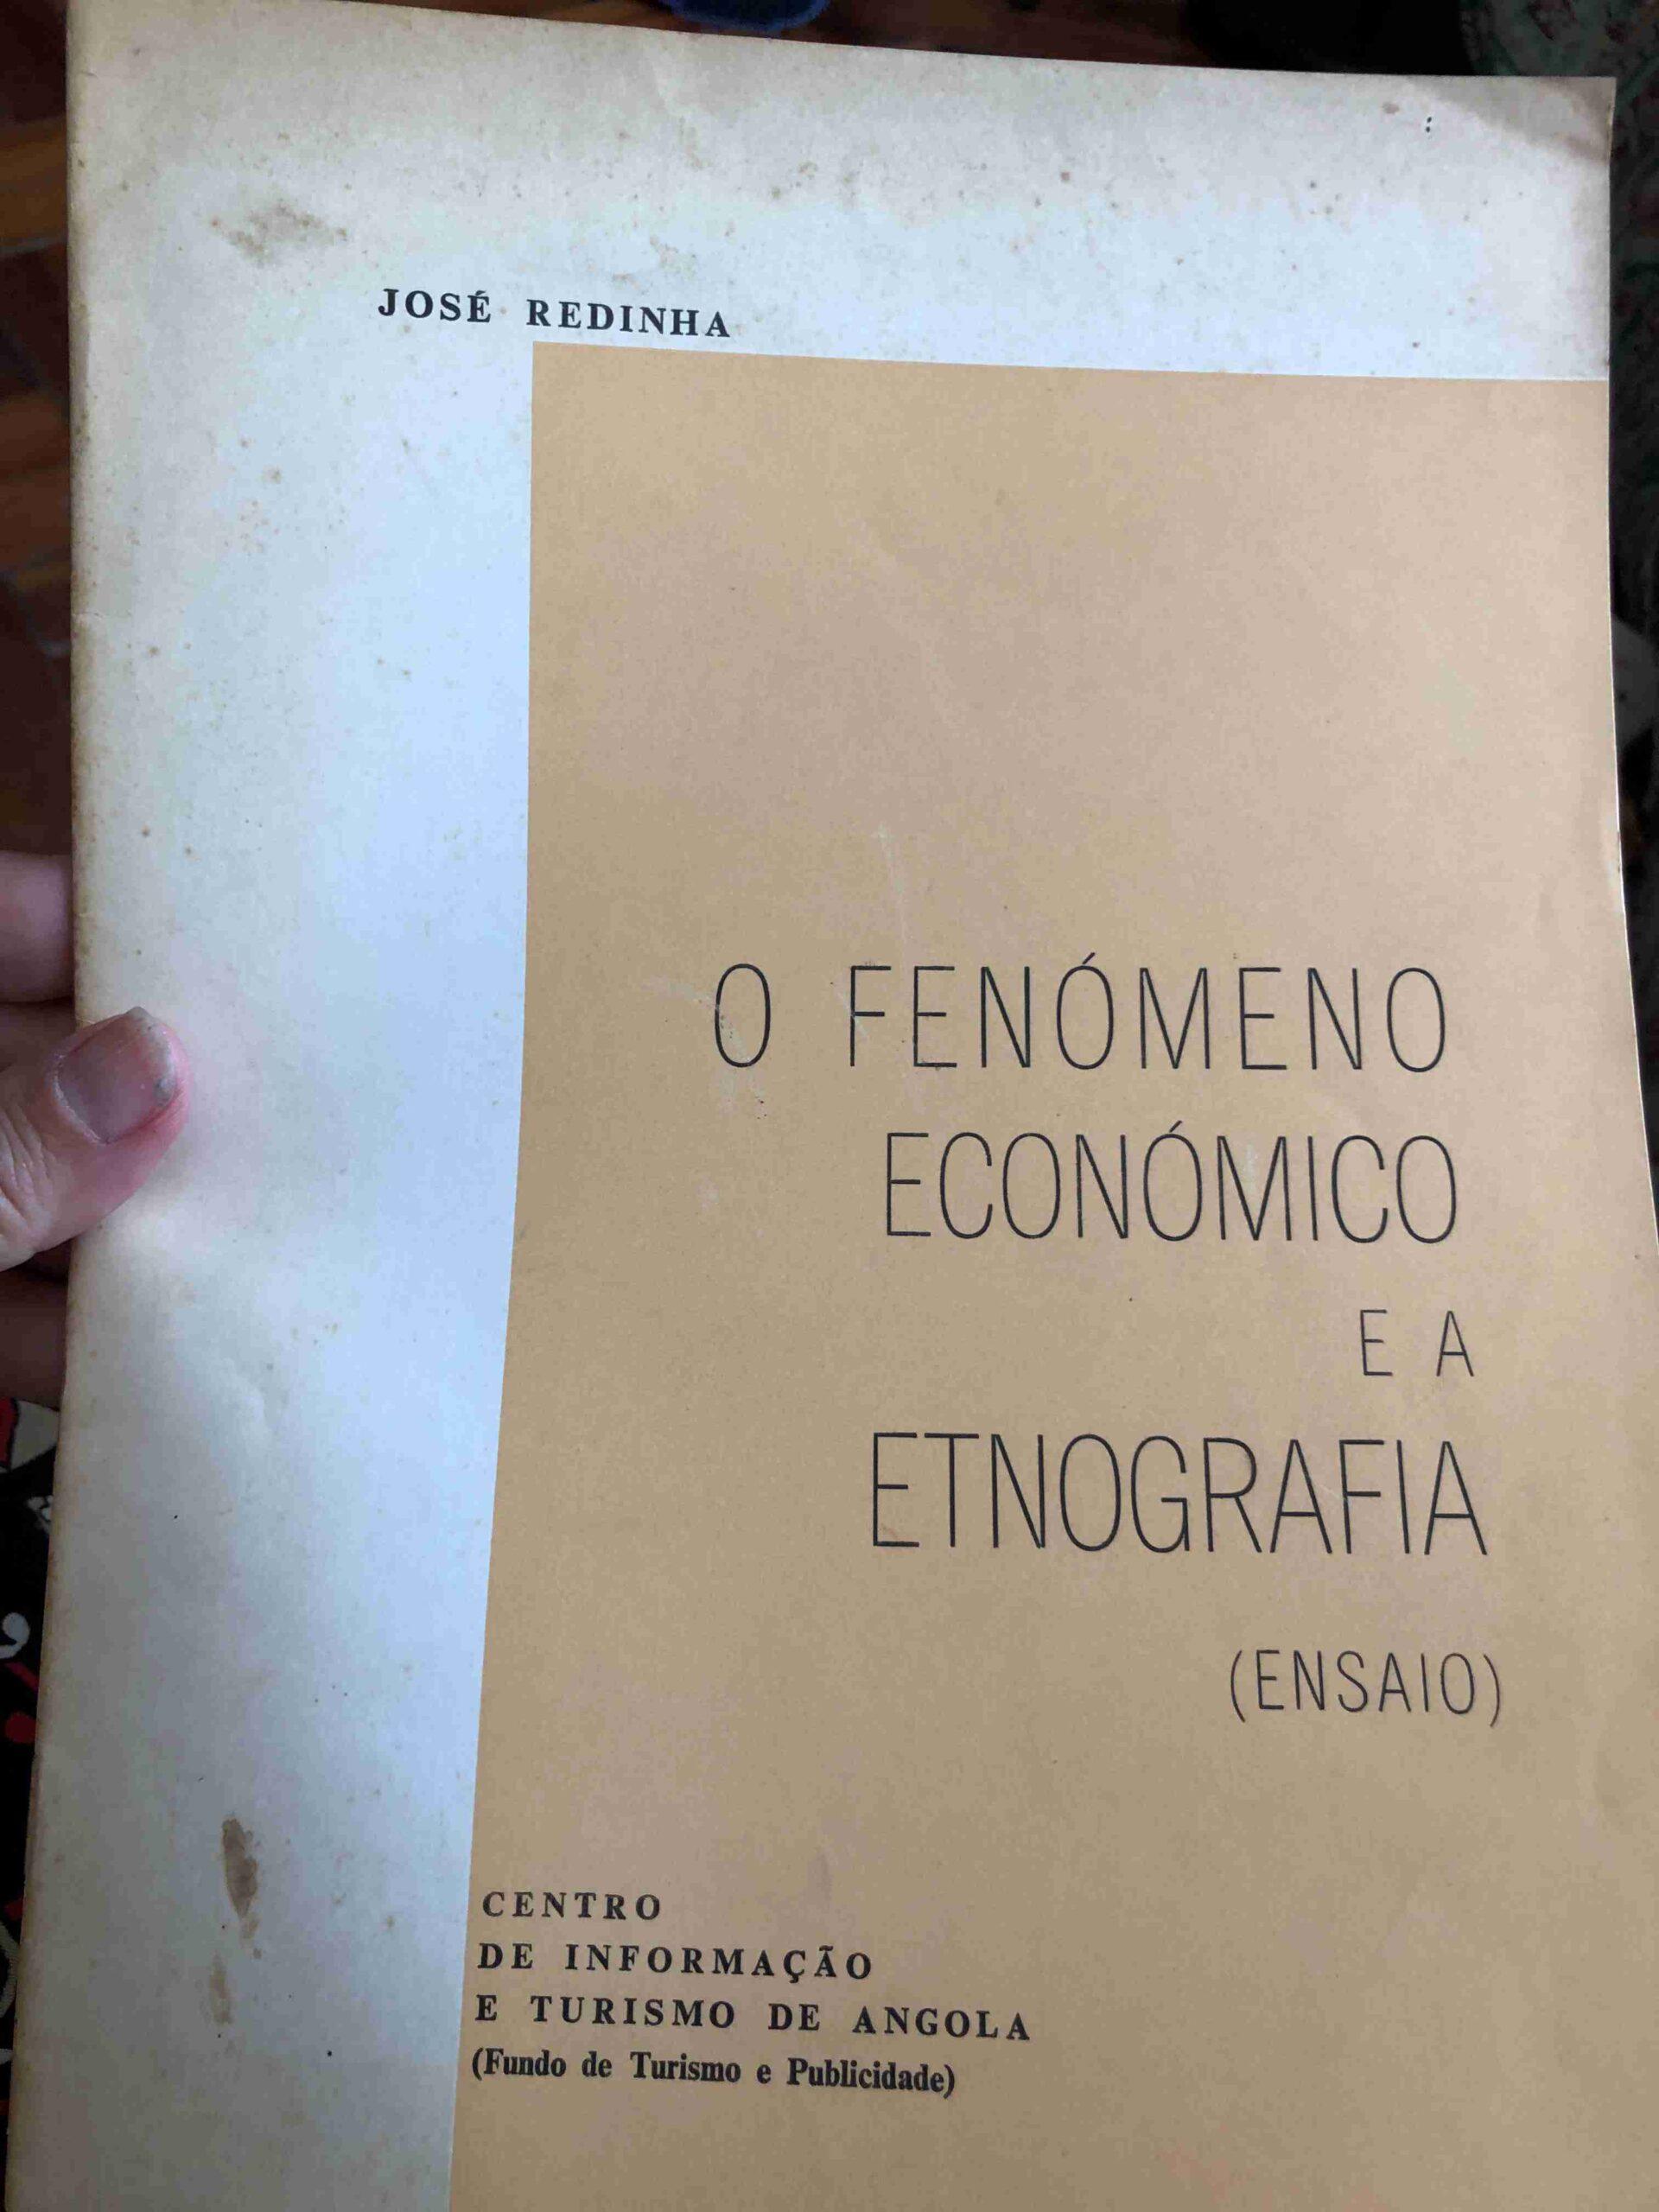 JOSÉ REDINHA
O FENÓMENO
ECONÓMICO
E A
ETNOGRAFIA
(ENSAIO)
CENTRO
DE INFORMAÇÃO
E TURISMO DE ANGOLA
(Fundo de Turismo e Publicidade)